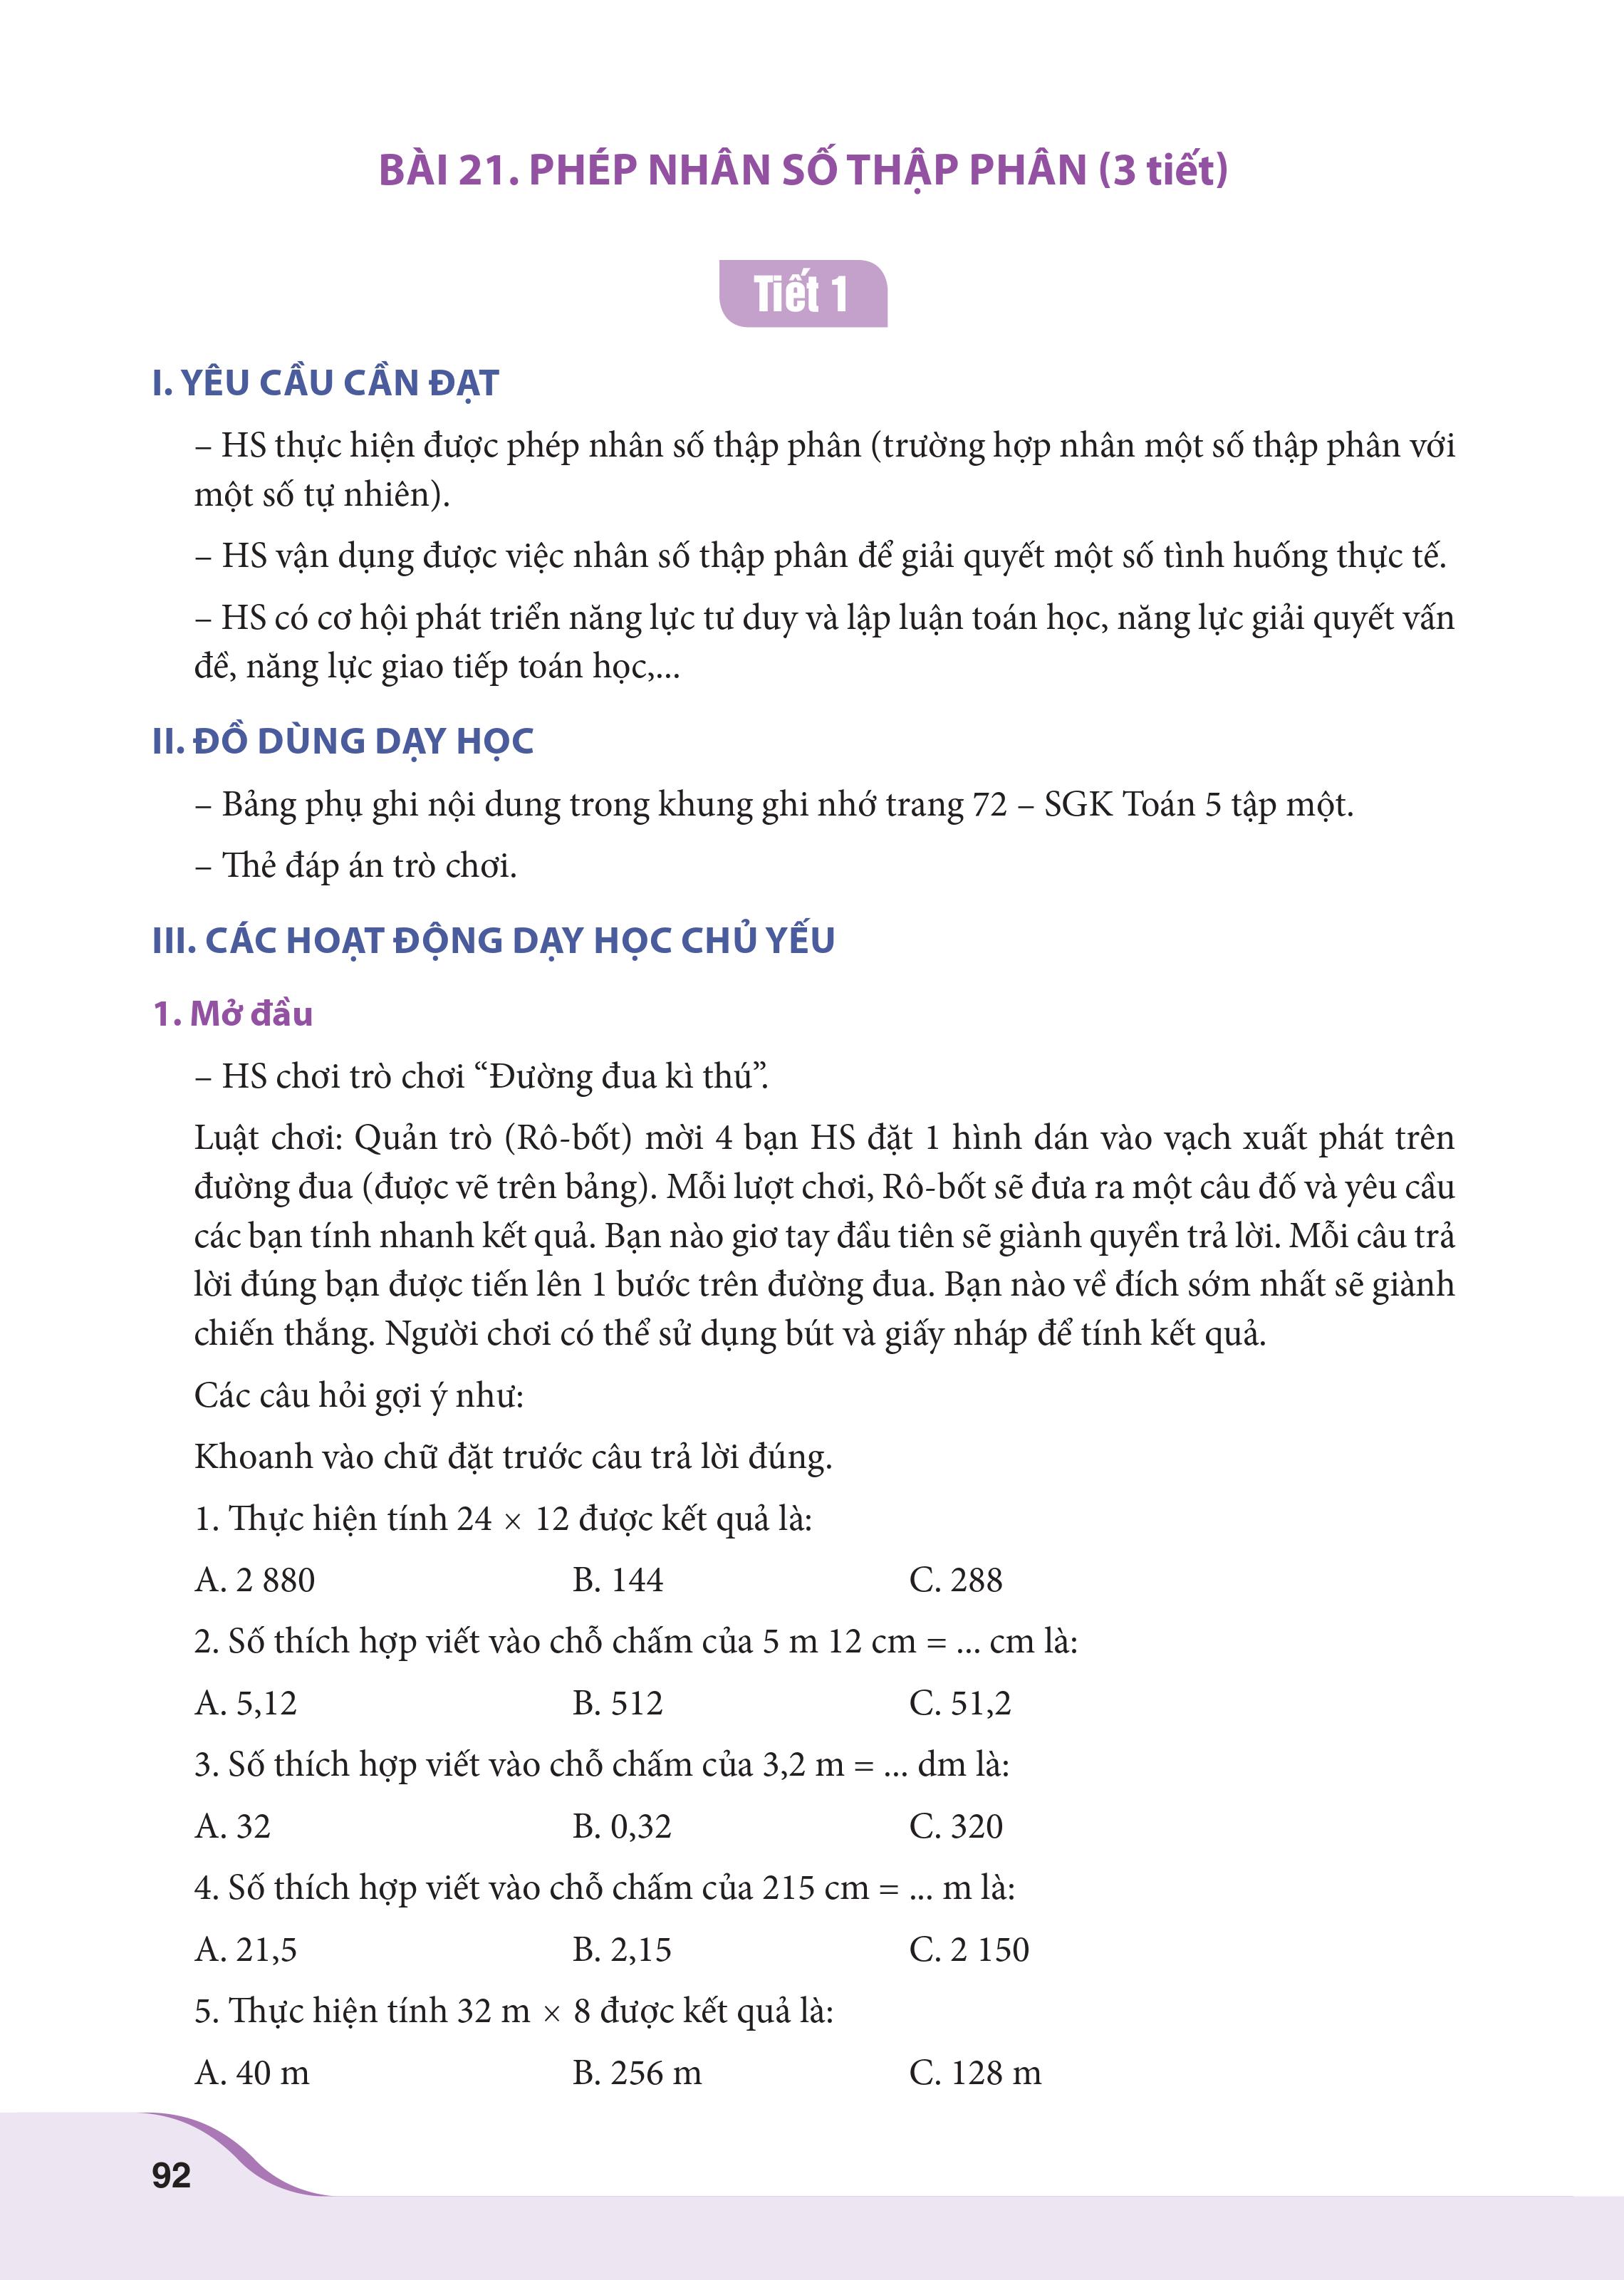 BÀI 21. PHÉP NHÂN SỐ THẬP PHÂN (3 tiết)
Tiết 1
I. YÊU CẦU CẦN ĐẠT
– HS thực hiện được phép nhân số thập phân (trường hợp nhân một số thập phân với
một số tự nhiên).
– HS vận dụng được việc nhân số thập phân để giải quyết một số tình huống thực tế.
– HS có cơ hội phát triển năng lực tư duy và lập luận toán học, năng lực giải quyết vấn
đề, năng lực giao tiếp toán học,...
II. ĐỒ DÙNG DẠY HỌC
– Bảng phụ ghi nội dung trong khung ghi nhớ trang 72 – SGK Toán 5 tập một.
– Thẻ đáp án trò chơi.
III. CÁC HOẠT ĐỘNG DẠY HỌC CHỦ YẾU
1. Mở đầu
– HS chơi trò chơi “Đường đua kì thú”.
Luật chơi: Quản trò (Rô-bốt) mời 4 bạn HS đặt 1 hình dán vào vạch xuất phát trên
đường đua (được vẽ trên bảng). Mỗi lượt chơi, Rô-bốt sẽ đưa ra một câu đố và yêu cầu
các bạn tính nhanh kết quả. Bạn nào giơ tay đầu tiên sẽ giành quyền trả lời. Mỗi câu trả
lời đúng bạn được tiến lên 1 bước trên đường đua. Bạn nào về đích sớm nhất sẽ giành
chiến thắng. Người chơi có thể sử dụng bút và giấy nháp để tính kết quả.
Các câu hỏi gợi ý như:
Khoanh vào chữ đặt trước câu trả lời đúng.
1. Thực hiện tính 24 × 12 được kết quả là:
A. 2 880 B. 144 C. 288
2. Số thích hợp viết vào chỗ chấm của 5 m 12 cm = ... cm là:
A. 5,12 B. 512 C. 51,2
3. Số thích hợp viết vào chỗ chấm của 3,2 m = ... dm là:
A. 32 B. 0,32 C. 320
4. Số thích hợp viết vào chỗ chấm của 215 cm = ... m là:
A. 21,5 B. 2,15 C. 2 150
5. Thực hiện tính 32 m × 8 được kết quả là:
A. 40 m B. 256 m C. 128 m
92